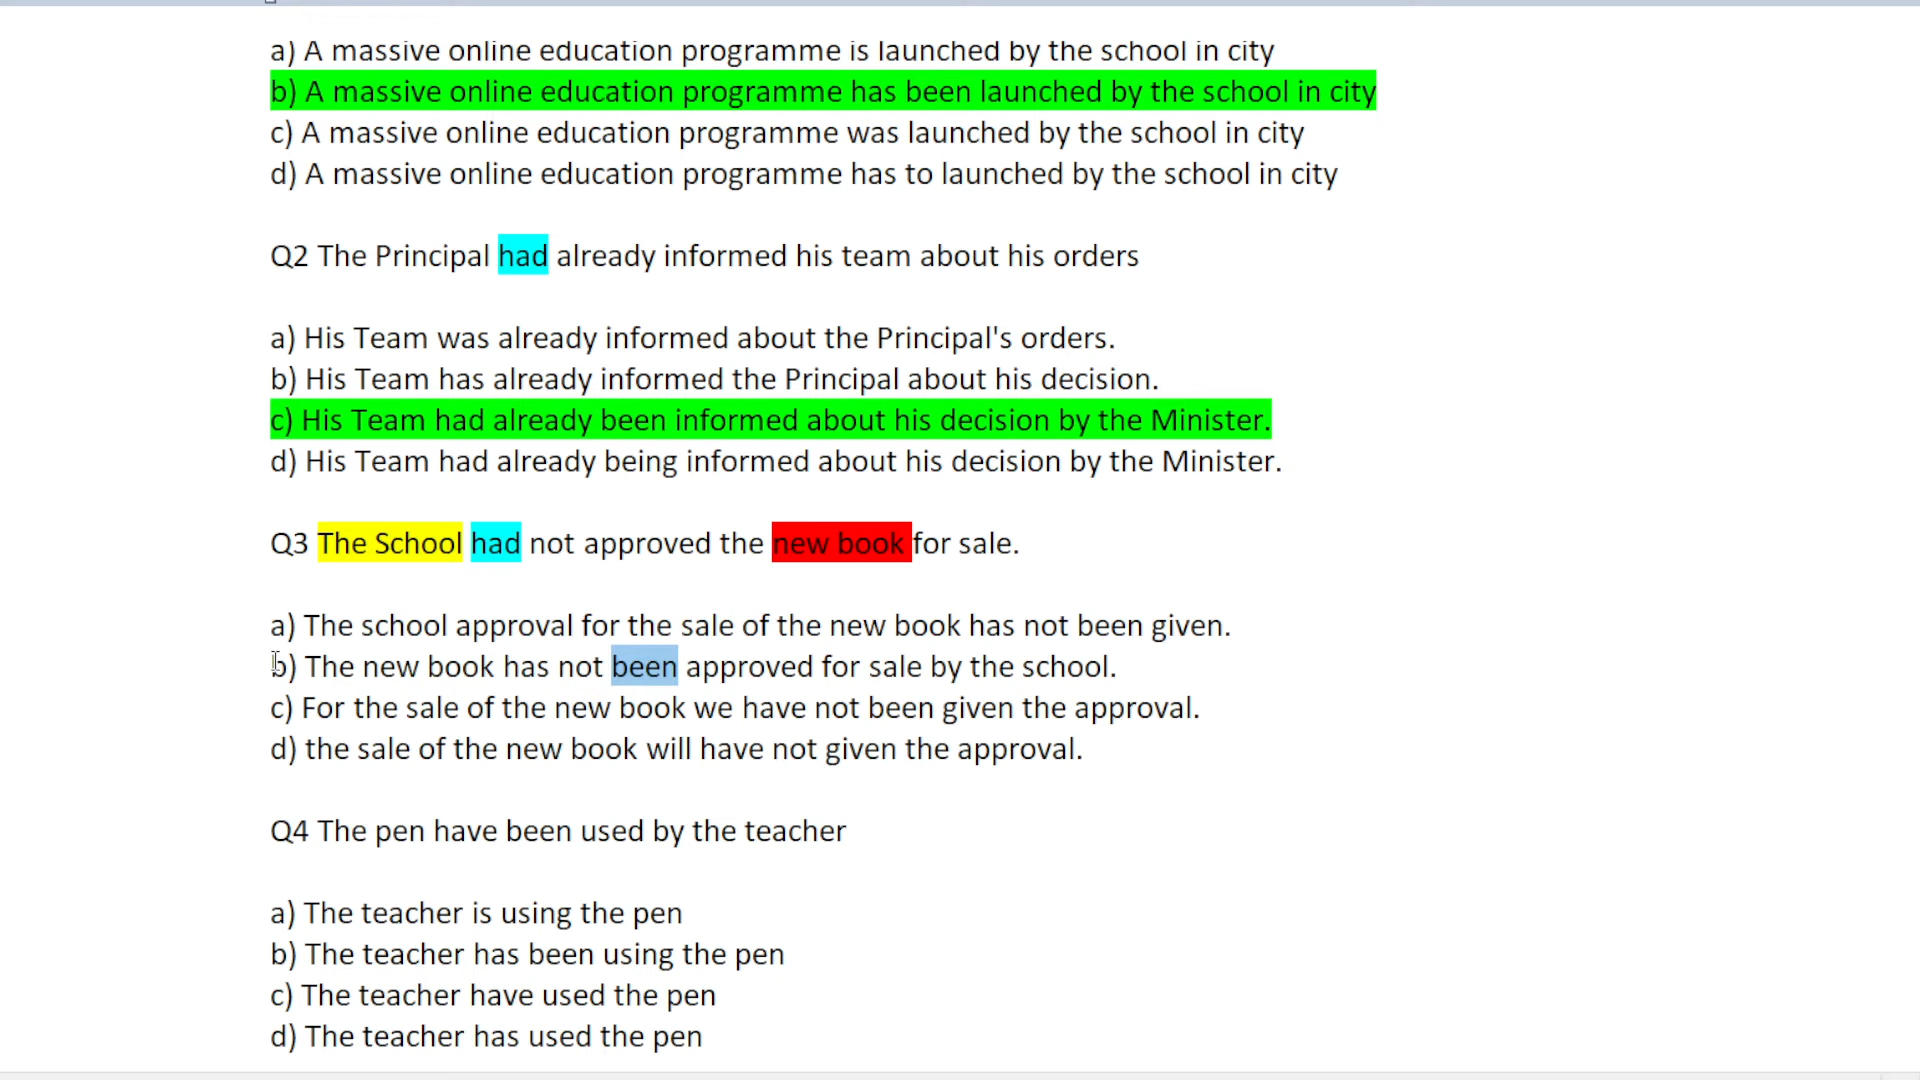 a) A massive online education programme is launched by the school in city
b) A massive online education programme has been launched by the school in city
c) A massive online education programme was launched by the school in city
d) A massive online education programme has to launched by the school in city
Q2 The Principal had already informed his team about his orders
a) His Team was already informed about the Principal's orders.
b) His Team has already informed the Principal about his decision.
c) His Team had already been informed about his decision by the Minister.
d) His Team had already being informed about his decision by the Minister.
Q3 The School had not approved the new book for sale.
a) The school approval for the sale of the new book has not been given.
b) The new book has not been approved for sale by the school.
c) For the sale of the new book we have not been given the approval.
d) the sale of the new book will have not given the approval.
Q4 The pen have been used by the teacher
a) The teacher is using the pen
b) The teacher has been using the pen
c) The teacher have used the pen
d) The teacher has used the pen